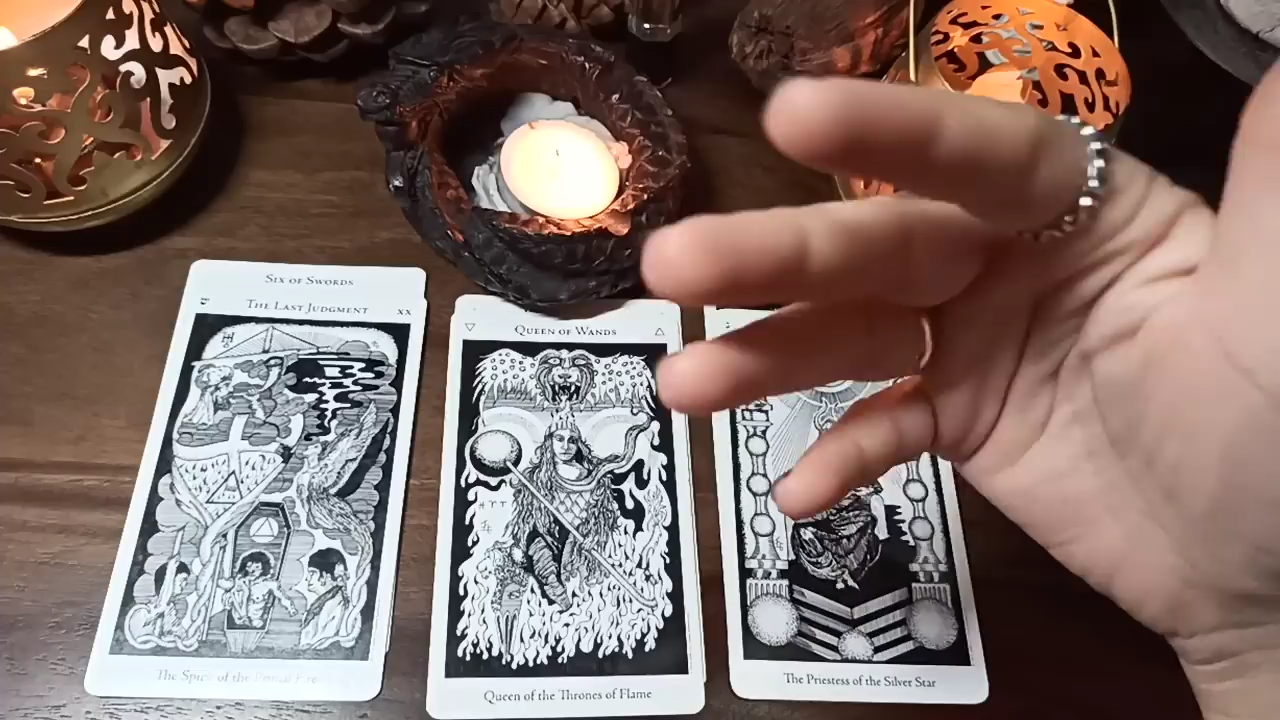 Six of Swords
The Last Judgment XX
The Spirit of the Primal Fire
Queen of Wands
Queen of the Thrones of Flame
The Priestess of the Silver Star